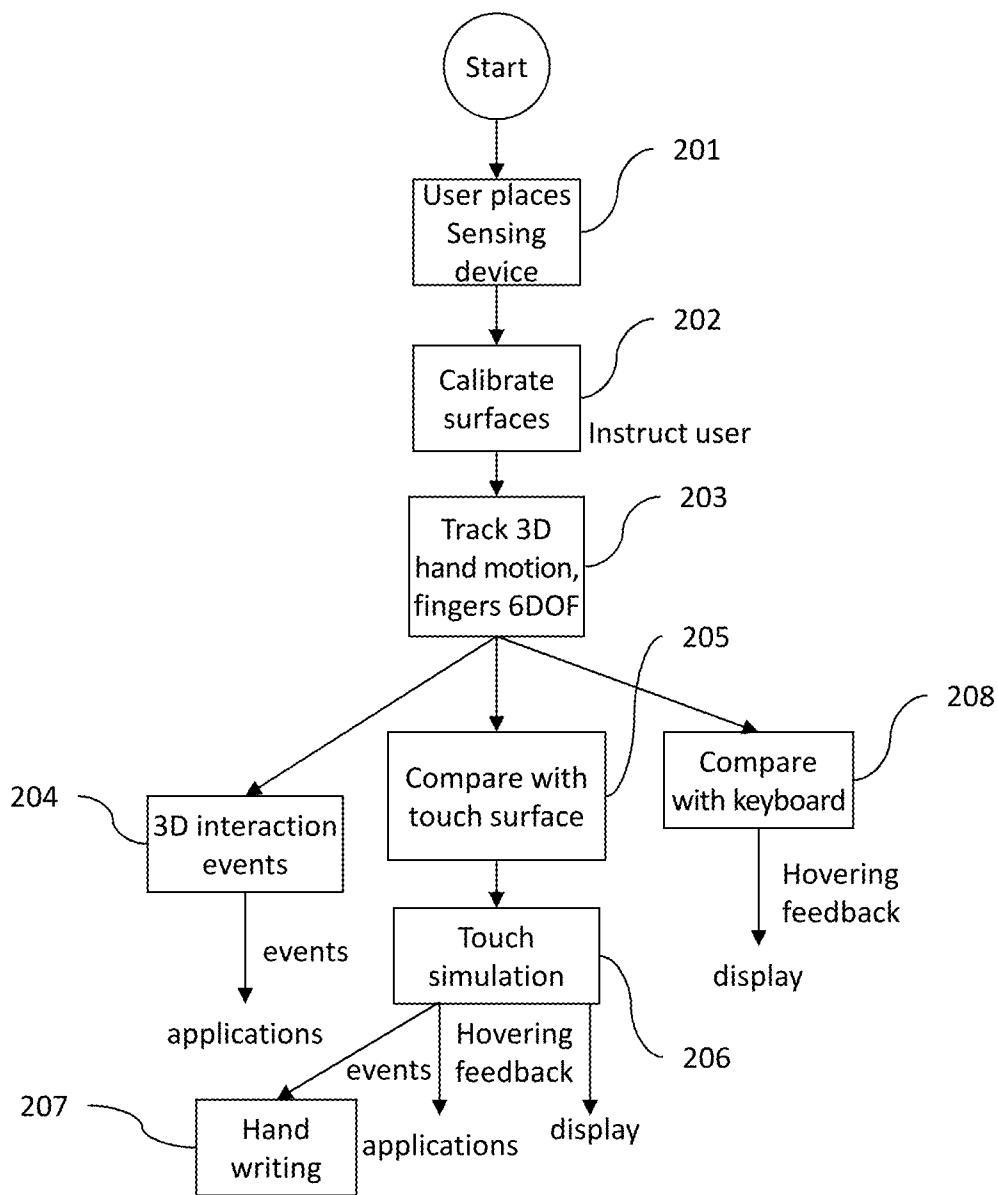 Start
201
User places
Sensing
device
202
Calibrate
surfaces
Instruct user
203
Track 3D
hand motion,
fingers 6DOF
205
208
204
3D interaction
events
Compare with
touch surface
Compare
with keyboard
events
applications
Touch
simulation
Hovering
feedback
display
206
207
Hand
writing
events
applications
Hovering
feedback
display